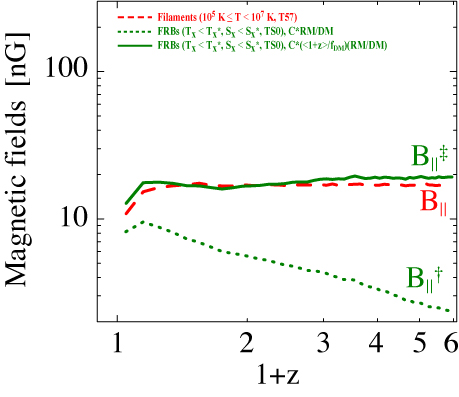 Filaments (10⁵ K ≤ T < 10⁷ K, T57)
FRBs (Tₓ < Tₓ*, Sₓ < Sₓ*, TS0), C*RM/DM
FRBs (Tₓ < Tₓ*, Sₓ < Sₓ*, TS0), C*(<1+z>/f_DM)(RM/DM)
Magnetic fields [nG]
100
10
B||‡
B||
B||†
1 2 3 4 5 6
1+z